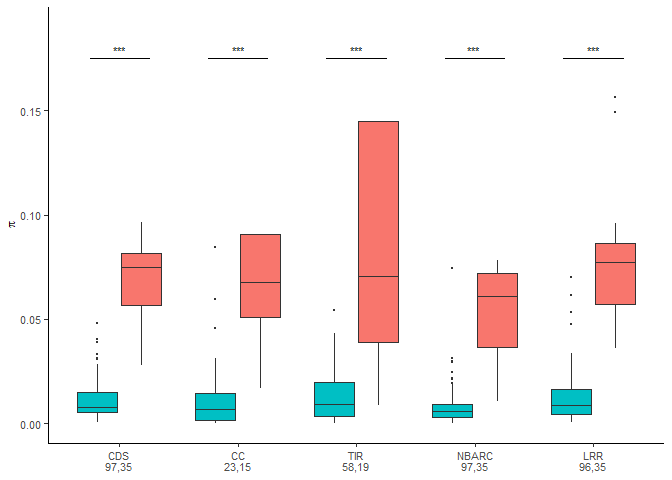 *** *** *** *** ***
0.15
0.10
π
0.05
0.00
CDS CC TIR NBARC LRR
97,35 23,15 58,19 97,35 96,35